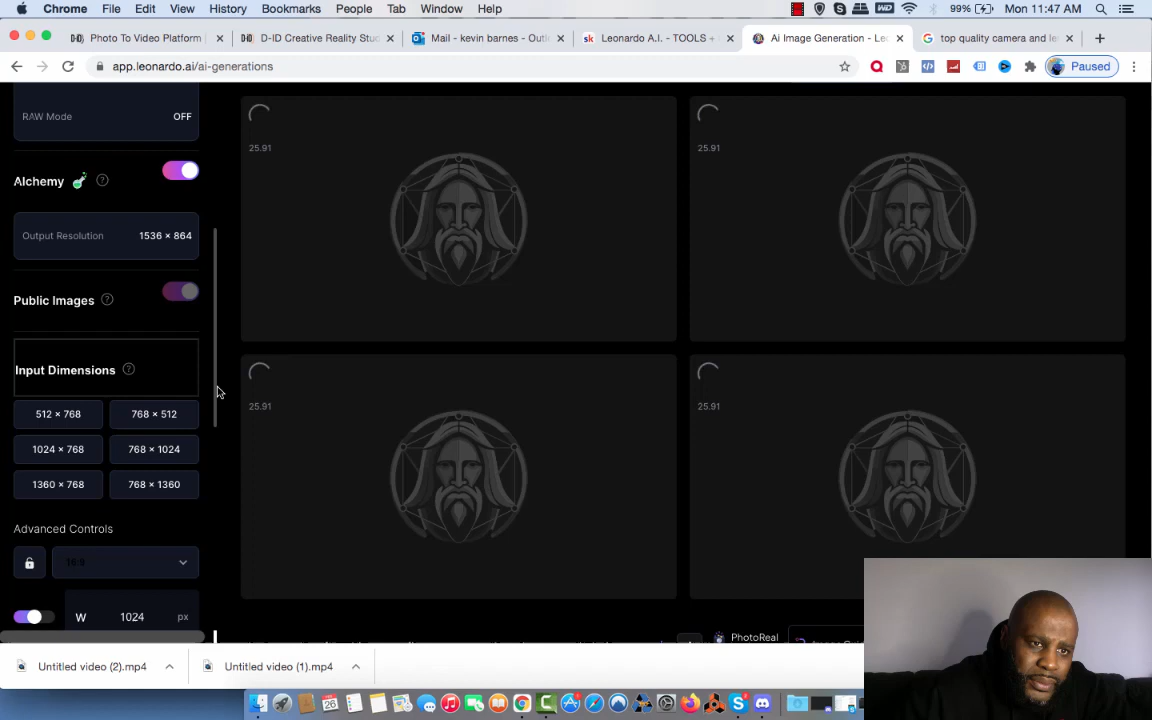 Chrome File Edit View History Bookmarks People Tab Window Help 99% Mon 11:47 AM
Photo To Video Platform
D-ID Creative Reality Stu
Mail - kevin barnes - Outl
Leonardo A.I. - TOOLS +
Ai Image Generation - Leo
top quality camera and le
app.leonardo.ai/ai-generations
Paused
RAW Mode OFF
Alchemy
Output Resolution 1536 × 864
Public Images
Input Dimensions
512 × 768 768 × 512
1024 × 768 768 × 1024
1360 × 768 768 × 1360
Advanced Controls
16:9
W 1024 px
25.91 25.91
25.91 25.91
PhotoReal
Untitled video (2).mp4 Untitled video (1).mp4